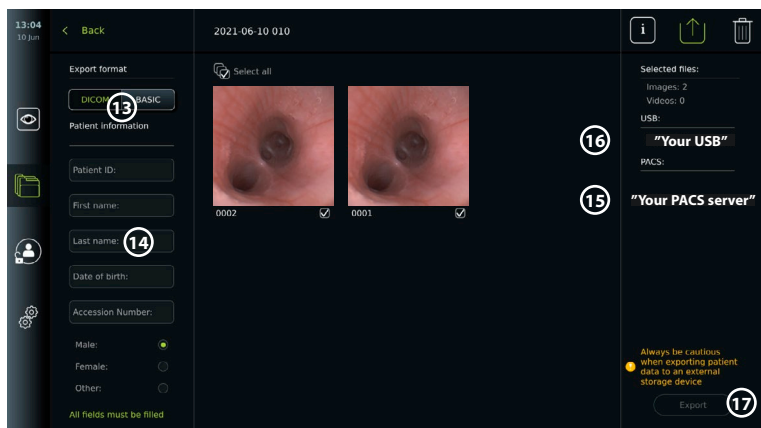 13:04
10 Jun
Back
2021-06-10 010
i
Export format
DICOM
BASIC
13
Patient information
Patient ID:
First name:
Last name:
14
Date of birth:
Accession Number:
Male:
Female:
Other:
All fields must be filled
Select all
0002
0001
Selected files:
Images: 2
Videos: 0
USB:
16
"Your USB"
PACS:
15
"Your PACS server"
Always be cautious
when exporting patient
data to an external
storage device
Export
17